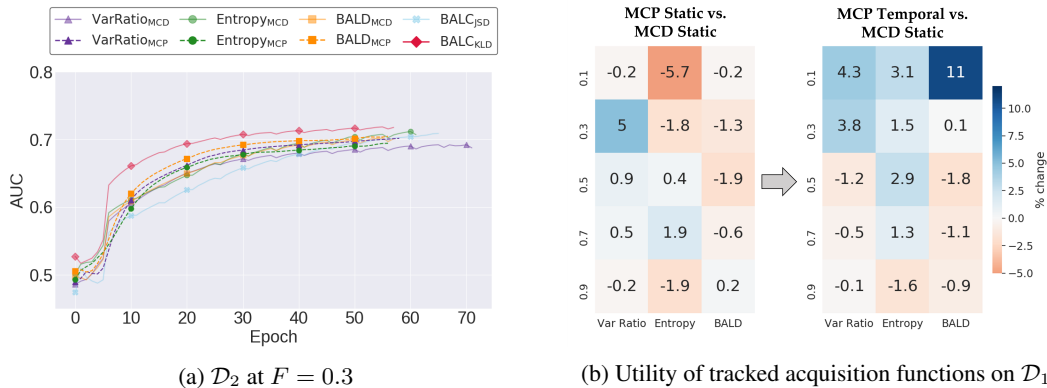 VarRatioMCD Entropy MCD BALDMCD BALCJSD
VarRatioMCP EntropyMCP BALDMCP BALCKLD
0.8
0.7
0.6
0.5
AUC
0 10 20 30 40 50 60 70
Epoch
(a) D2 at F = 0.3
MCP Static vs.
MCD Static
0.1 -0.2 -5.7 -0.2
0.3 5 -1.8 -1.3
0.5 0.9 0.4 -1.9
0.7 0.5 1.9 -0.6
0.9 -0.2 -1.9 0.2
Var Ratio Entropy BALD
MCP Temporal vs.
MCD Static
0.1 4.3 3.1 11
0.3 3.8 1.5 0.1
0.5 -1.2 2.9 -1.8
0.7 -0.5 1.3 -1.1
0.9 -0.1 -1.6 -0.9
Var Ratio Entropy BALD
10.0
7.5
5.0
2.5
0.0
−2.5
−5.0
% change
(b) Utility of tracked acquisition functions on D1